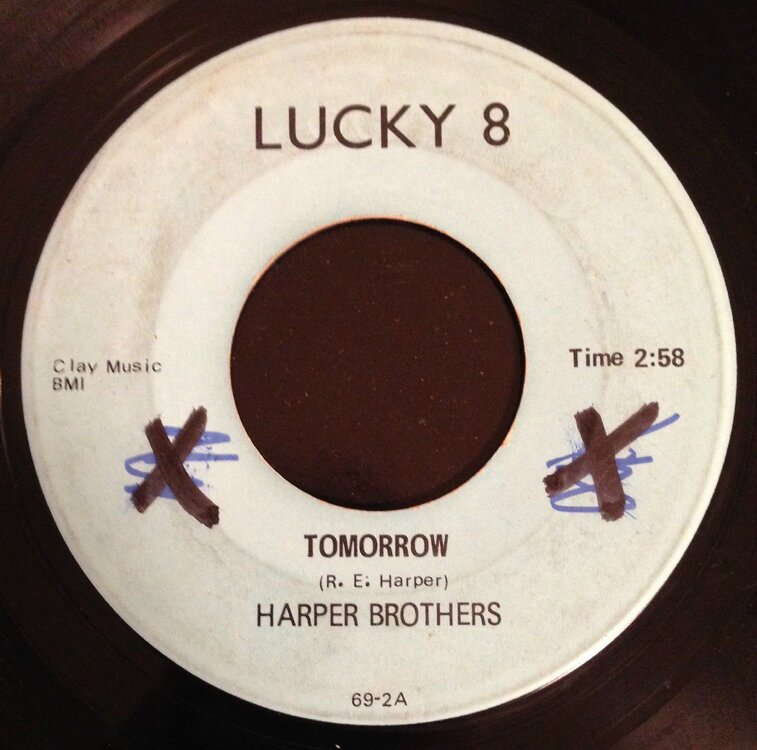 LUCKY 8
Clay Music
BMI
Time 2:58
TOMORROW
(R. E. Harper)
HARPER BROTHERS
69-2A